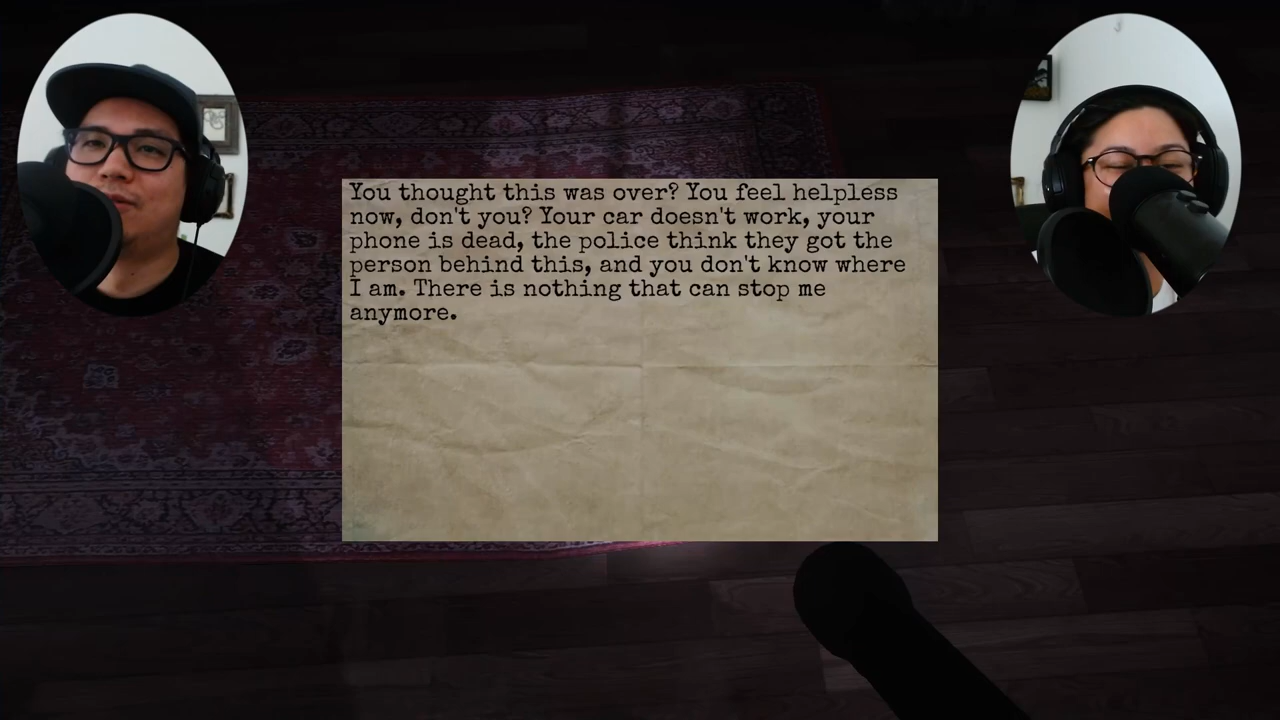 You thought this was over? You feel helpless
now, don't you? Your car doesn't work, your
phone is dead, the police think they got the
person behind this, and you don't know where
I am. There is nothing that can stop me
anymore.